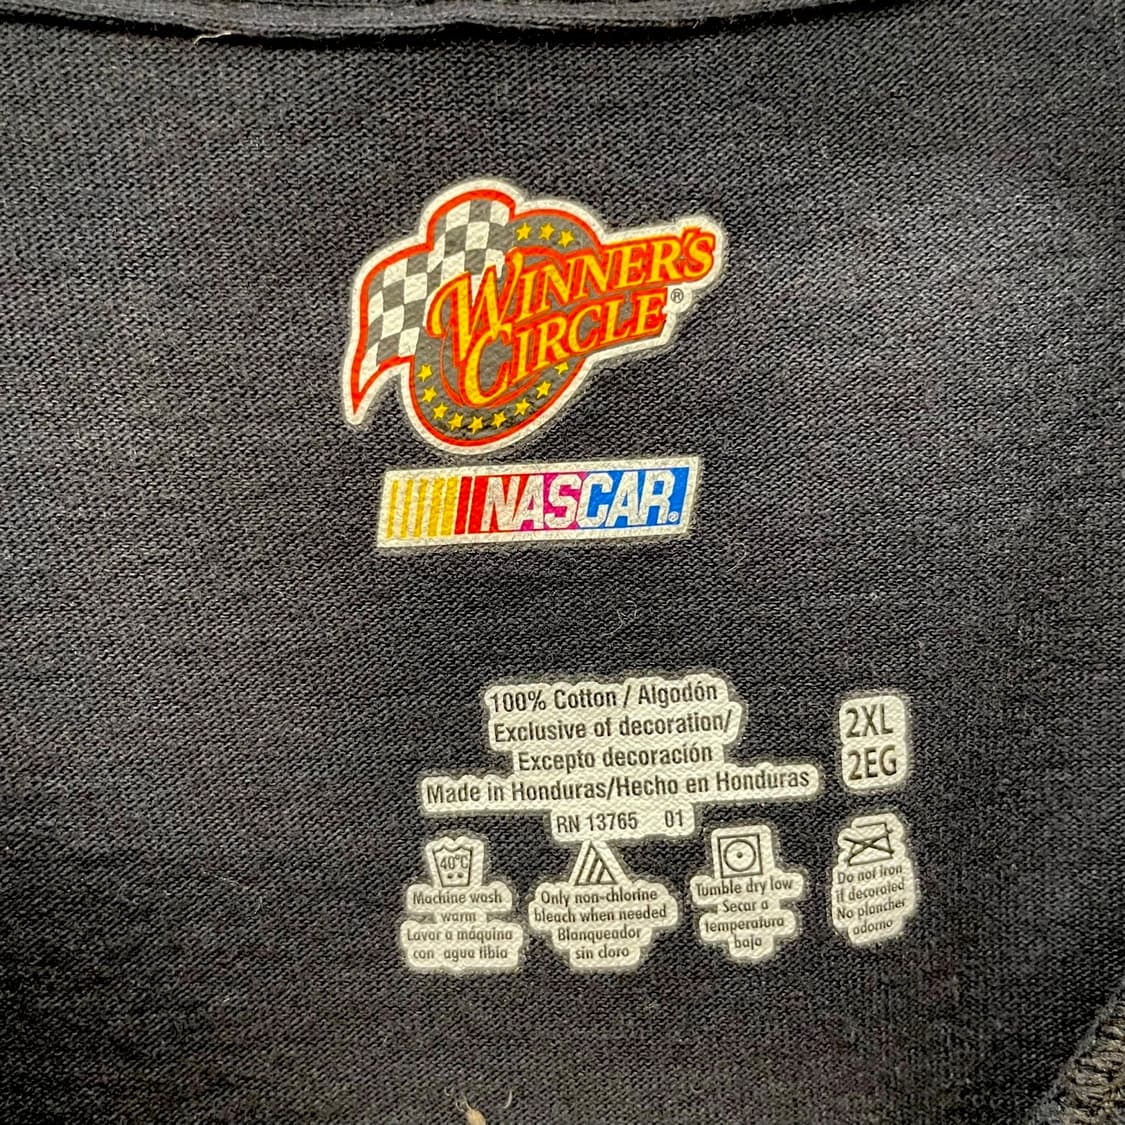 WINNER'S
CIRCLE®
NASCAR®
100% Cotton / Algodón
Exclusive of decoration/
Excepto decoración
Made in Honduras/Hecho en Honduras
RN 13765 01
2XL
2EG
40°C
Machine wash
warm
Lavar a máquina
con agua tibia
Only non-chlorine
bleach when needed
Blanqueador
sin cloro
Tumble dry low
Secar a
temperatura
baja
Do not iron
if decorated
No planchar
adorno